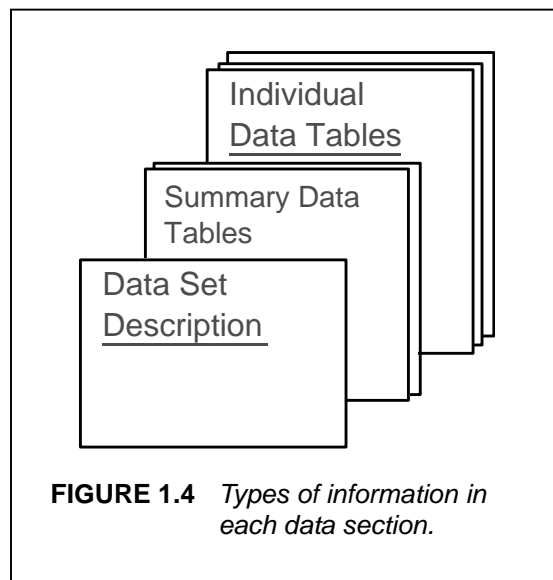 Individual
Data Tables
Summary Data
Tables
Data Set
Description
FIGURE 1.4 Types of information in
each data section.